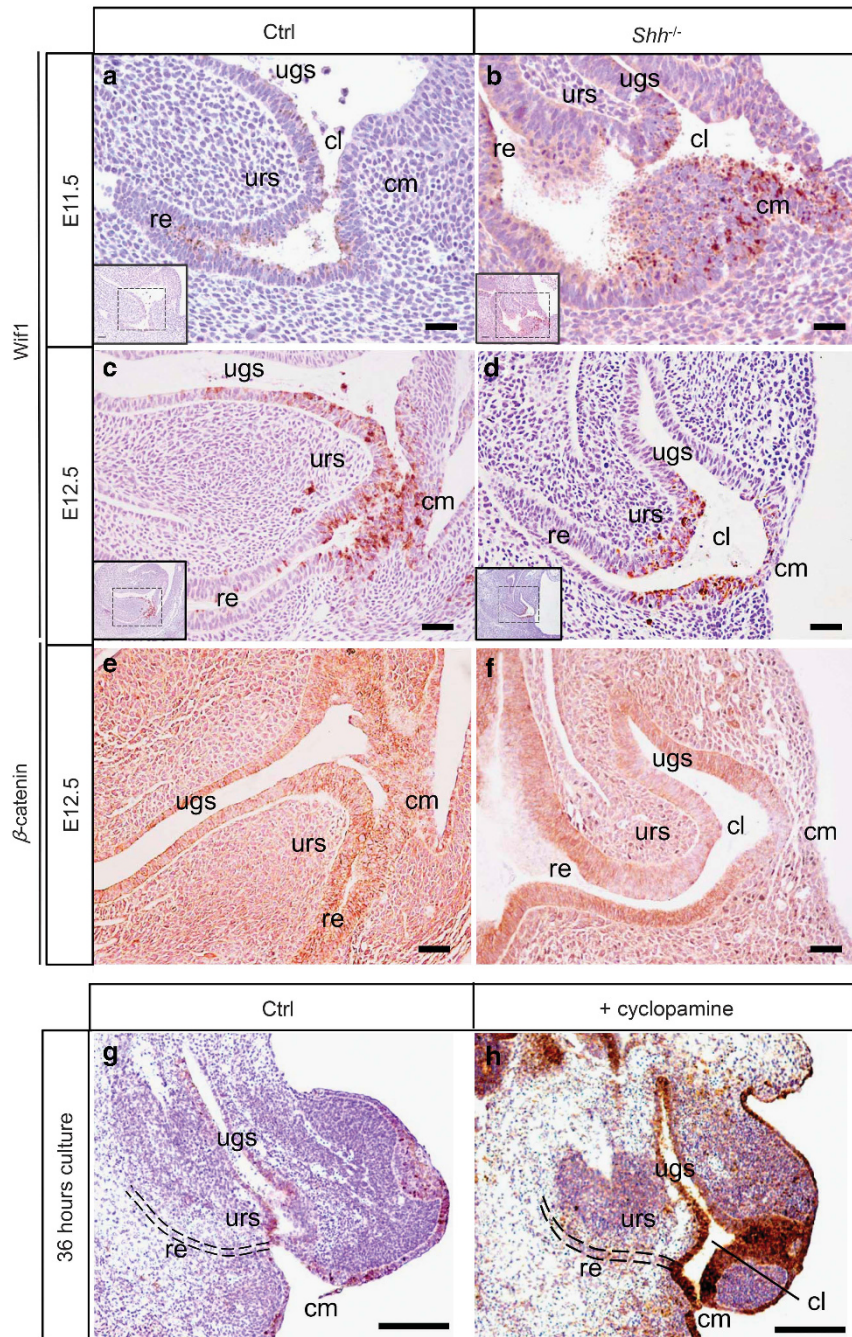 Ctrl
Shh-/-
Wif1
E11.5
a
ugs
cl
urs
cm
re
b
ugs
urs
cl
re
cm
E12.5
c
ugs
urs
cm
re
d
ugs
urs
re
cl
cm
β-catenin
E12.5
e
ugs
cm
urs
re
f
ugs
urs
cl
cm
re
Ctrl
+ cyclopamine
36 hours culture
g
ugs
urs
re
cm
h
ugs
urs
re
cl
cm